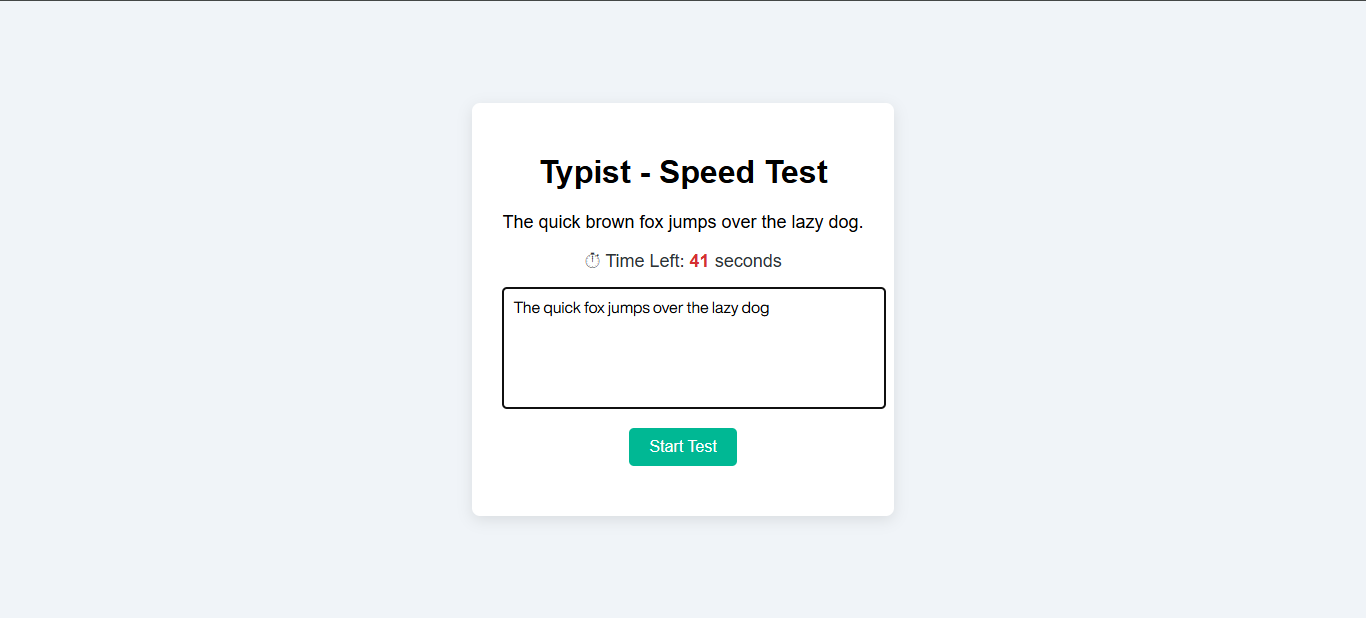 Typist - Speed Test
The quick brown fox jumps over the lazy dog.
⏱ Time Left: 41 seconds
The quick fox jumps over the lazy dog
Start Test